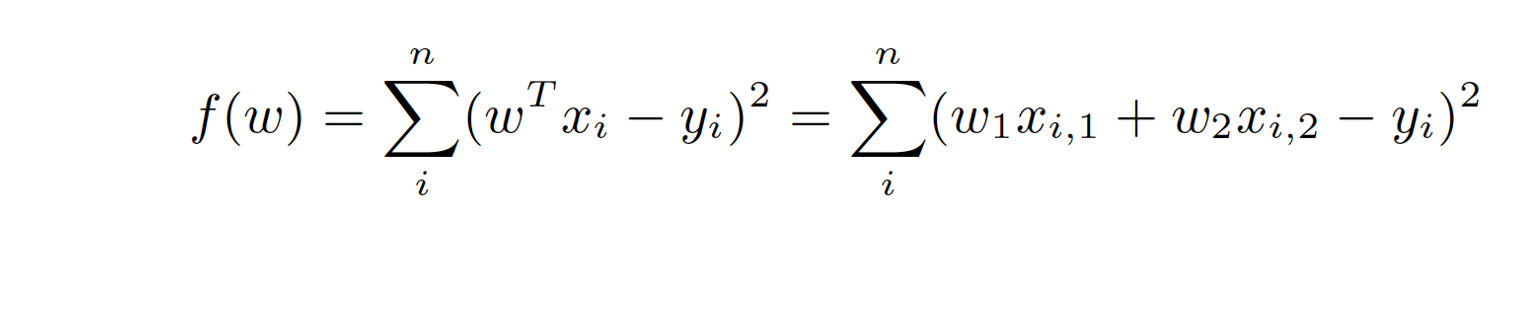 f(w) = \sum_{i}^{n} (w^T x_i - y_i)^2 = \sum_{i}^{n} (w_1 x_{i,1} + w_2 x_{i,2} - y_i)^2